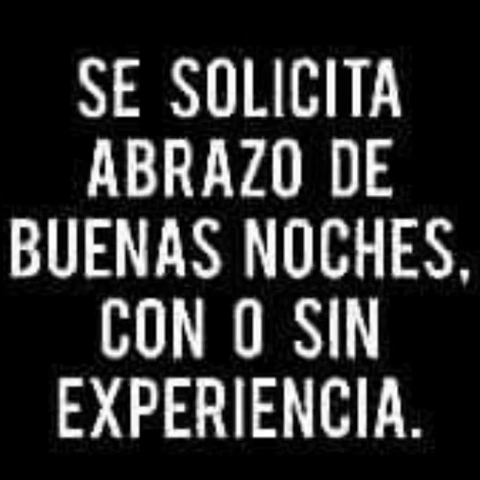 SE SOLICITA
ABRAZO DE
BUENAS NOCHES,
CON O SIN
EXPERIENCIA.